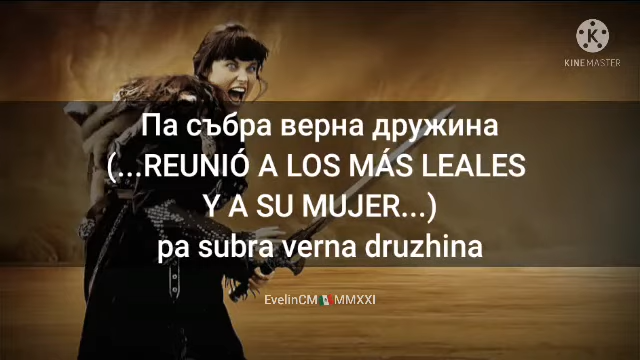 KINEMASTER
Па събра верна дружина
(...REUNIÓ A LOS MÁS LEALES
Y A SU MUJER...)
pa subra verna druzhina
EvelinCM🇲🇽MMXXI